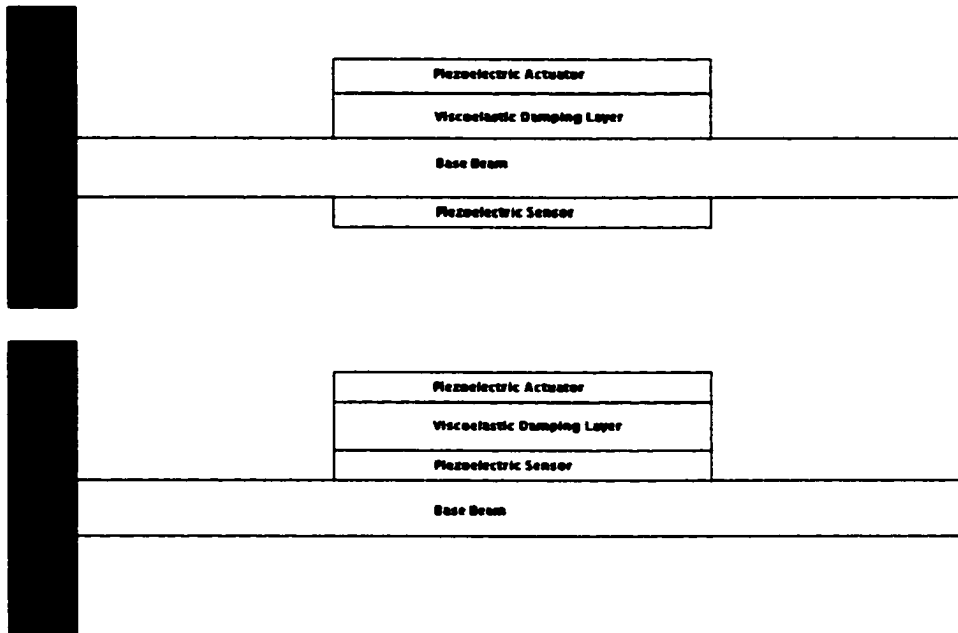 Piezoelectric Actuator
Viscoelastic Damping Layer
Base Beam
Piezoelectric Sensor
Piezoelectric Actuator
Viscoelastic Damping Layer
Piezoelectric Sensor
Base Beam